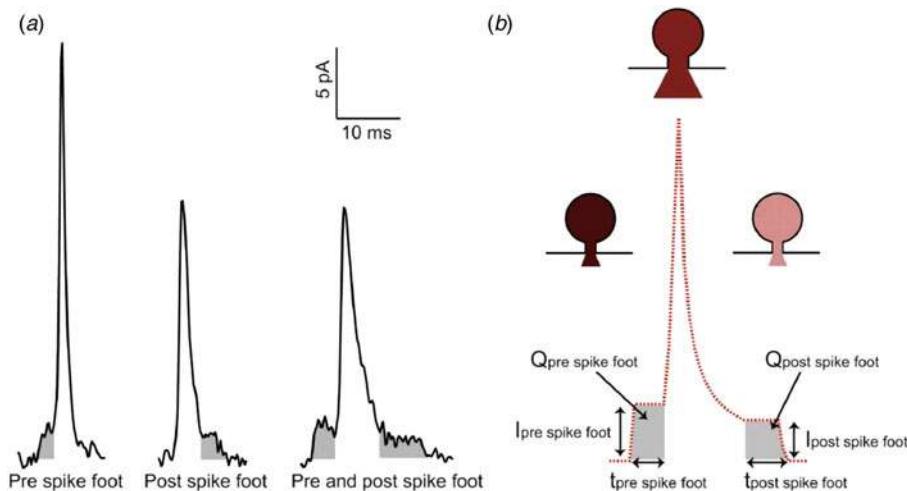 (a)
5 pA
10 ms
Pre spike foot
Post spike foot
Pre and post spike foot
(b)
Qpre spike foot
Qpost spike foot
Ipre spike foot
Ipost spike foot
tpre spike foot
tpost spike foot